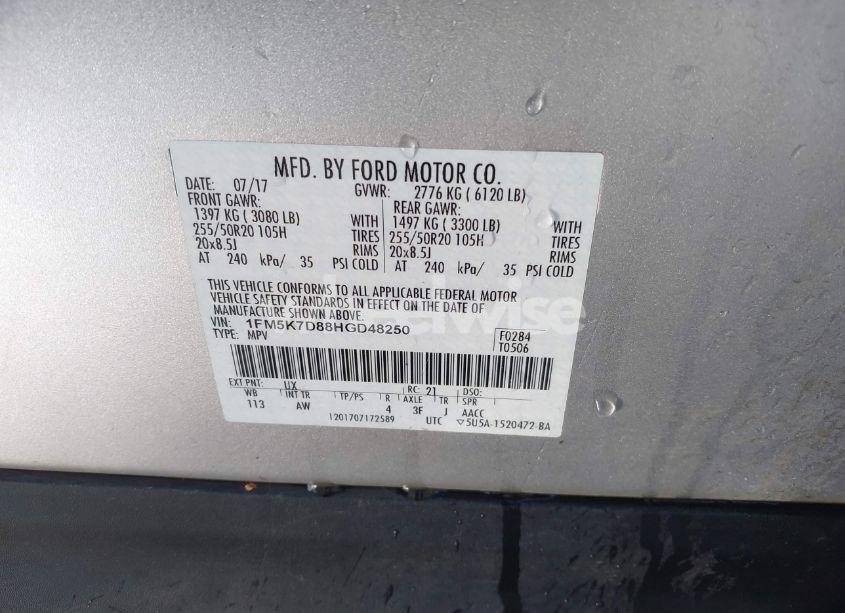 MFD. BY FORD MOTOR CO.
DATE: 07/17 GVWR: 2776 KG ( 6120 LB)
FRONT GAWR: REAR GAWR:
1397 KG ( 3080 LB) WITH 1497 KG ( 3300 LB) WITH
255/50R20 105H TIRES 255/50R20 105H TIRES
20x8.5J RIMS 20x8.5J RIMS
AT 240 kPa/ 35 PSI COLD AT 240 kPa/ 35 PSI COLD
THIS VEHICLE CONFORMS TO ALL APPLICABLE FEDERAL MOTOR
VEHICLE SAFETY STANDARDS IN EFFECT ON THE DATE OF
MANUFACTURE SHOWN ABOVE.
VIN: 1FM5K7D88HGD48250 F0284
TYPE: MPV T0506
EXT PNT: UX RC: 21 DSO:
WB INT TR TP/PS R AXLE TR SPR
113 AW 4 3F J AACC
1201707172589 UTC ▽5U5A-1520472-BA